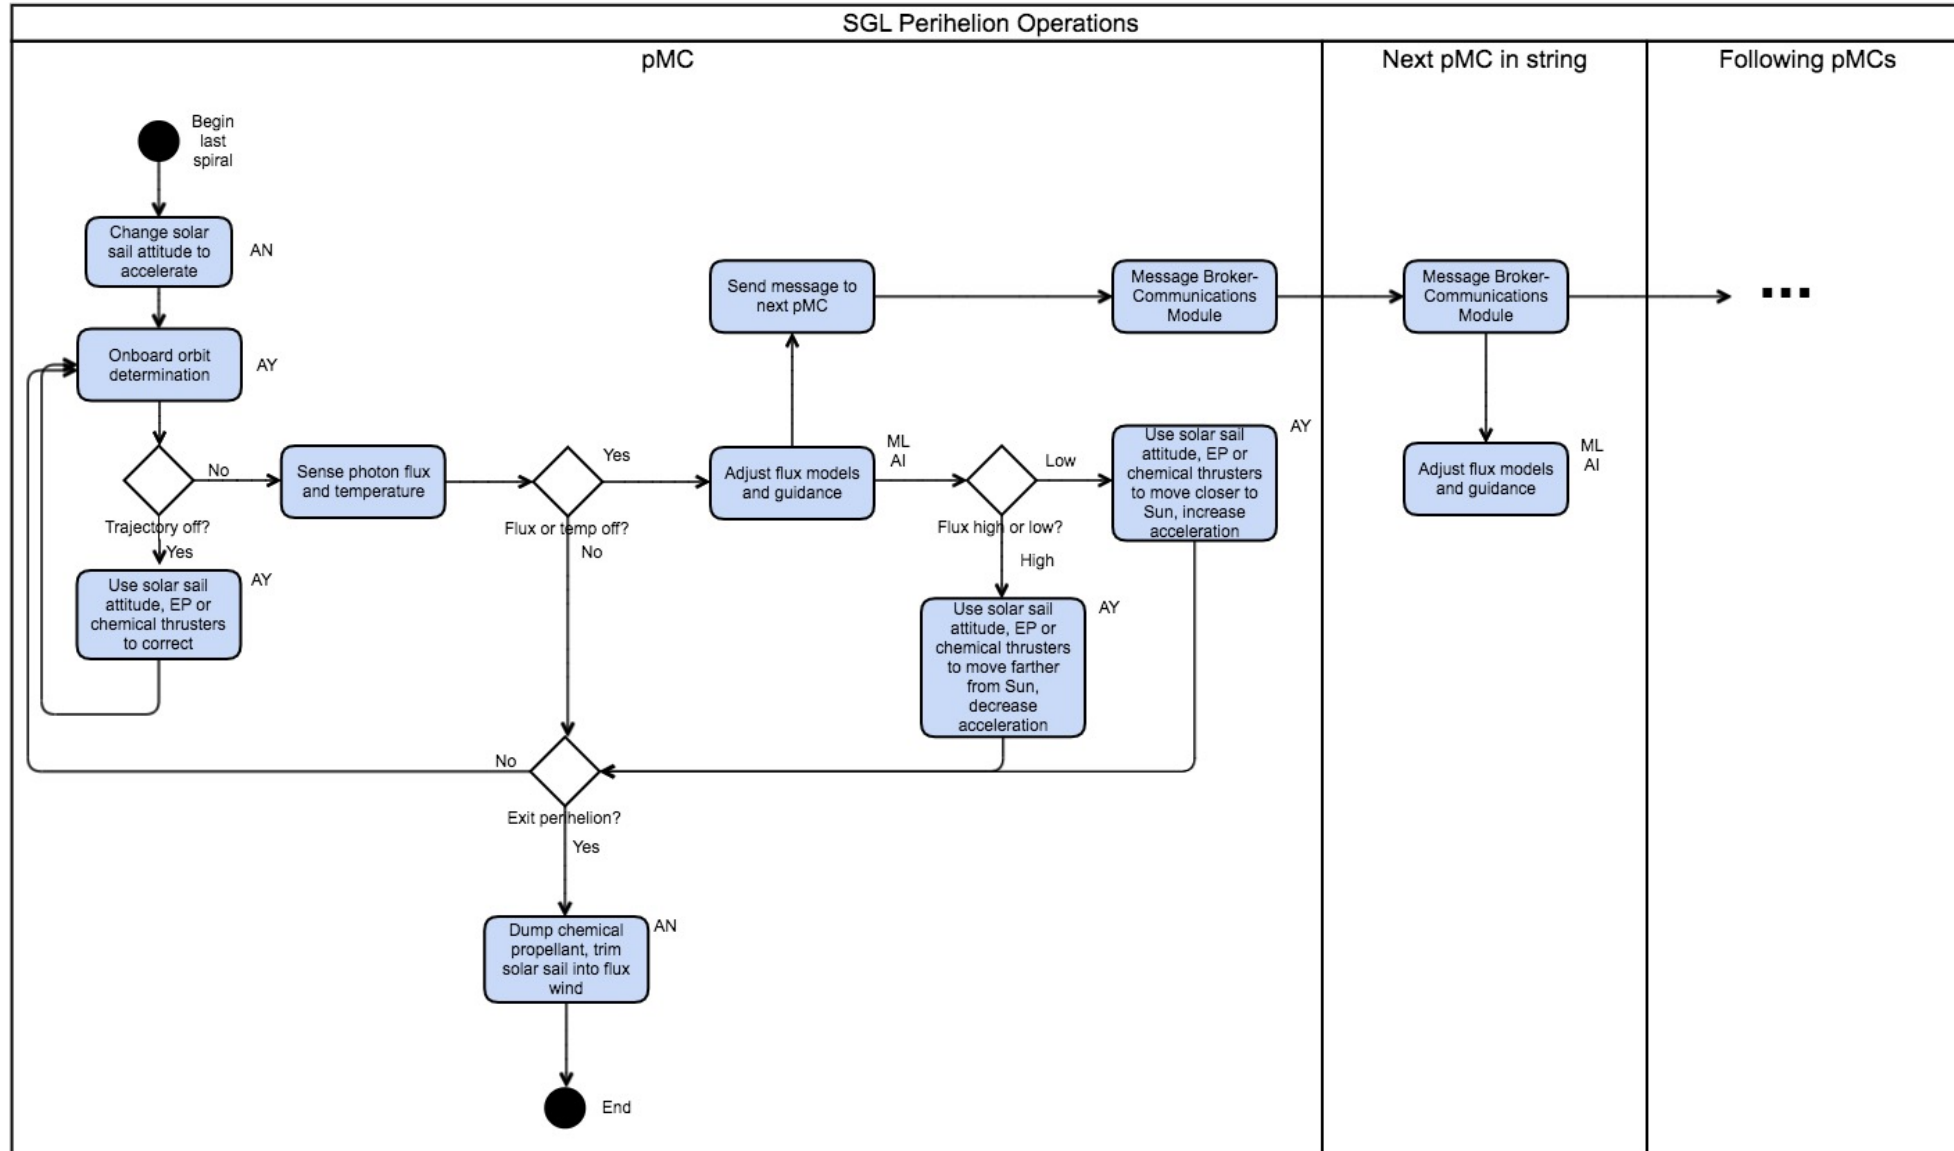 SGL Perihelion Operations
pMC
Next pMC in string
Following pMCs
Begin
last
spiral
Change solar
sail attitude to
accelerate
AN
Onboard orbit
determination
AY
Trajectory off?
No
Yes
Use solar sail
attitude, EP or
chemical thrusters
to correct
AY
Sense photon flux
and temperature
Flux or temp off?
Yes
No
Adjust flux models
and guidance
ML
AI
Send message to
next pMC
Message Broker-
Communications
Module
Flux high or low?
Low
High
Use solar sail
attitude, EP or
chemical thrusters
to move closer to
Sun, increase
acceleration
AY
Use solar sail
attitude, EP or
chemical thrusters
to move farther
from Sun,
decrease
acceleration
AY
Exit perihelion?
No
Yes
Dump chemical
propellant, trim
solar sail into flux
wind
AN
End
Message Broker-
Communications
Module
Adjust flux models
and guidance
ML
AI
...